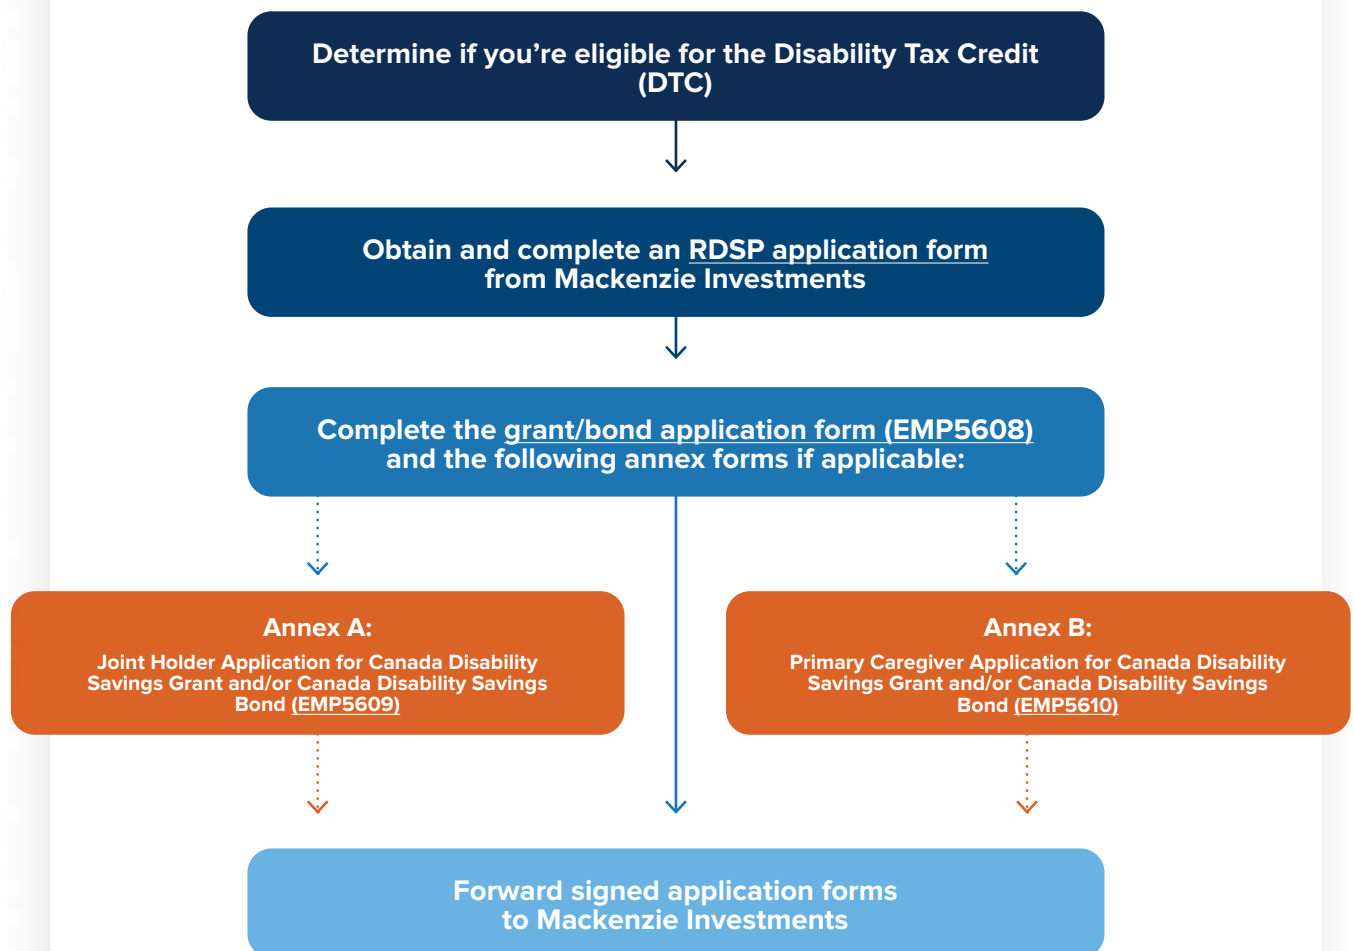 Determine if you’re eligible for the Disability Tax Credit
(DTC)
Obtain and complete an RDSP application form
from Mackenzie Investments
Complete the grant/bond application form (EMP5608)
and the following annex forms if applicable:
Annex A:
Joint Holder Application for Canada Disability
Savings Grant and/or Canada Disability Savings
Bond (EMP5609)
Annex B:
Primary Caregiver Application for Canada Disability
Savings Grant and/or Canada Disability Savings
Bond (EMP5610)
Forward signed application forms
to Mackenzie Investments